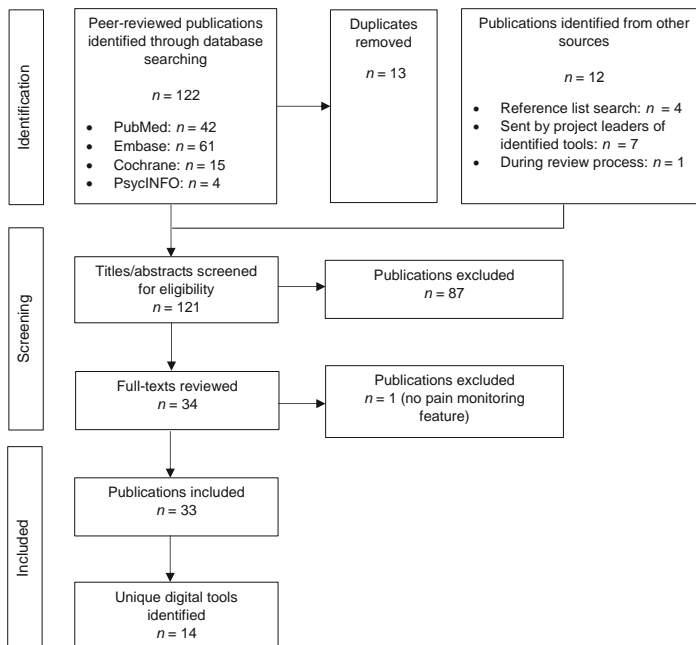 Identification
Peer-reviewed publications
identified through database
searching
n = 122
• PubMed: n = 42
• Embase: n = 61
• Cochrane: n = 15
• PsycINFO: n = 4
Duplicates
removed
n = 13
Publications identified from other
sources
n = 12
• Reference list search: n = 4
• Sent by project leaders of
identified tools: n = 7
• During review process: n = 1
Screening
Titles/abstracts screened
for eligibility
n = 121
Publications excluded
n = 87
Full-texts reviewed
n = 34
Publications excluded
n = 1 (no pain monitoring
feature)
Included
Publications included
n = 33
Unique digital tools
identified
n = 14